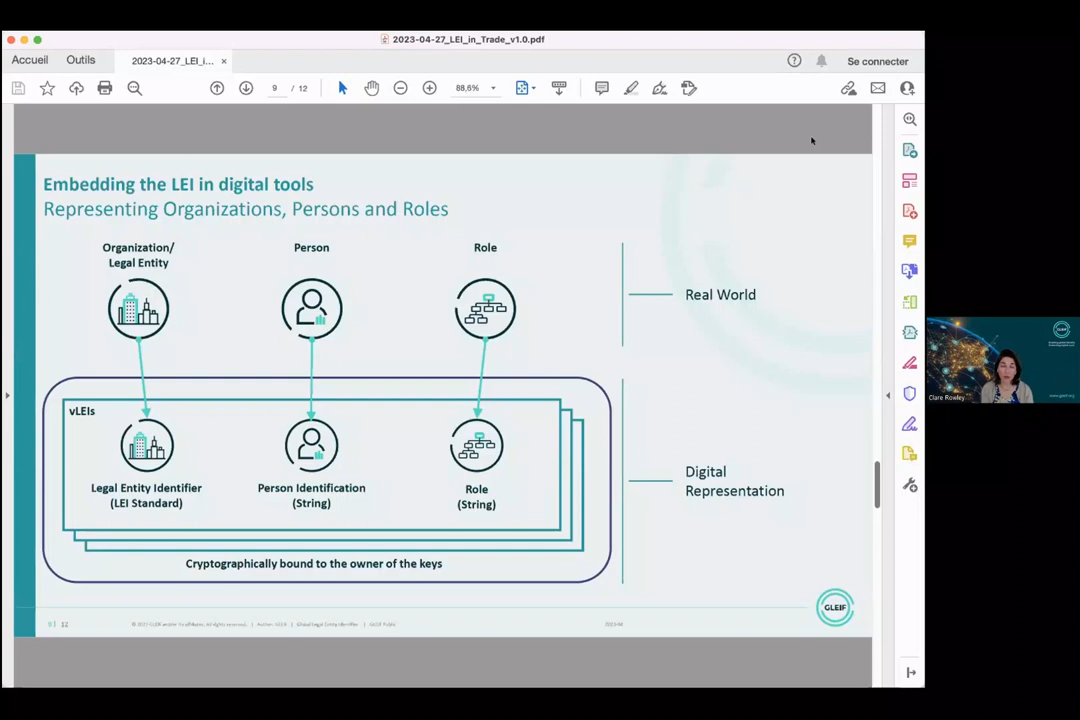 2023-04-27_LEI_in_Trade_v1.0.pdf
Accueil
Outils
2023-04-27_LEI_i...
Se connecter
9 / 12
88,6%
Embedding the LEI in digital tools
Representing Organizations, Persons and Roles
Organization/
Legal Entity
Person
Role
Real World
vLEIs
Legal Entity Identifier
(LEI Standard)
Person Identification
(String)
Role
(String)
Digital
Representation
Cryptographically bound to the owner of the keys
GLEIF
12
Clare Rowley
GLEIF